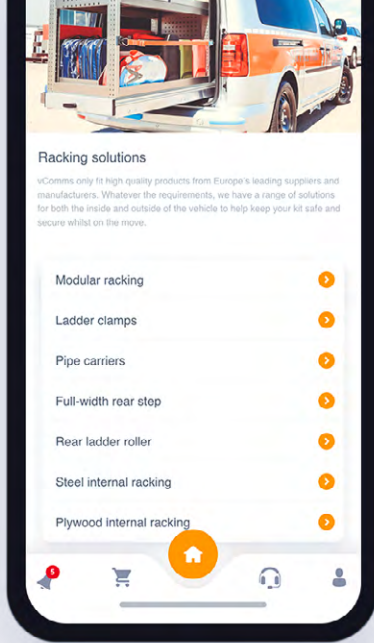 Racking solutions
vComms only fit high quality products from Europe's leading suppliers and
manufacturers. Whatever the requirements, we have a range of solutions
for both the inside and outside of the vehicle to help keep your kit safe and
secure whilst on the move.
Modular racking
Ladder clamps
Pipe carriers
Full-width rear step
Rear ladder roller
Steel internal racking
Plywood internal racking
5